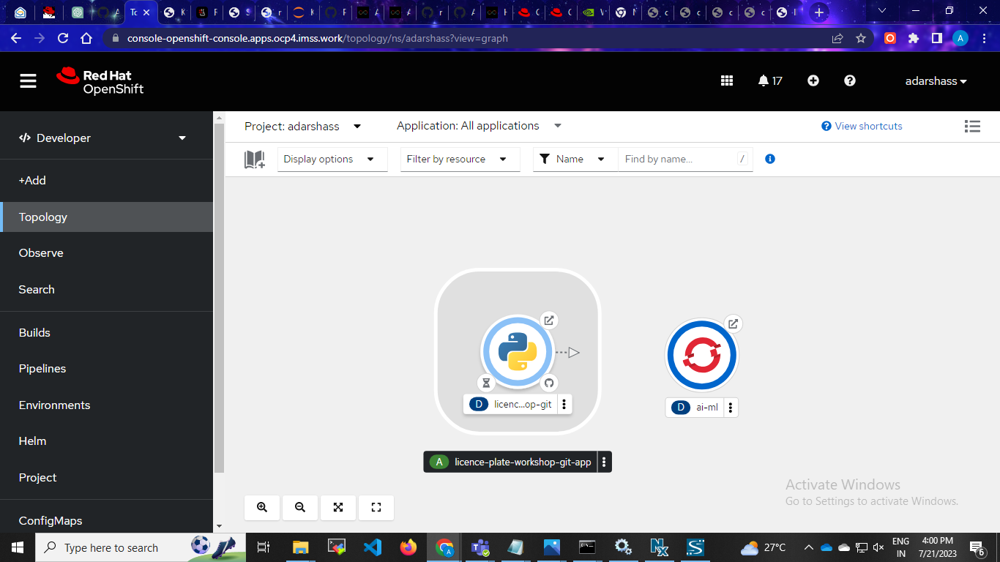 To
console-openshift-console.apps.ocp4.imss.work/topology/ns/adarshass?view=graph
A
Red Hat
OpenShift
17
adarshass
Developer
Project: adarshass
Application: All applications
View shortcuts
Display options
Filter by resource
Name
Find by name...
/
+Add
Topology
Observe
Search
Builds
Pipelines
Environments
Helm
Project
ConfigMaps
D licenc...op-git
D ai-ml
A licence-plate-workshop-git-app
Activate Windows
Go to Settings to activate Windows.
Type here to search
27°C
ENG
IN
4:00 PM
7/21/2023
6